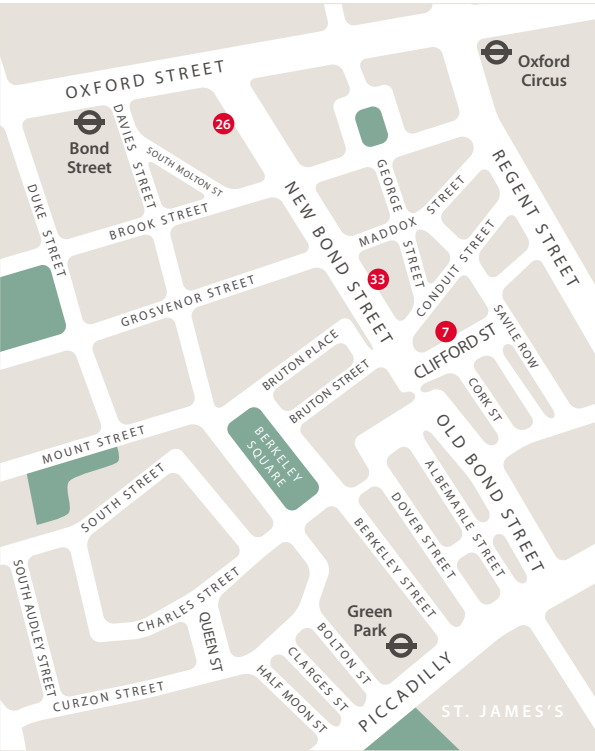 OXFORD STREET
Oxford
Circus
26
Bond
Street
DAVIES STREET
SOUTH MOLTON ST
DUKE STREET
BROOK STREET
NEW BOND STREET
GEORGE STREET
MADDOX STREET
REGENT STREET
CONDUIT STREET
33
GROSVENOR STREET
7
CLIFFORD ST
SAVILE ROW
BRUTON PLACE
BRUTON STREET
CORK ST
MOUNT STREET
BERKELEY
SQUARE
OLD BOND STREET
ALBEMARLE STREET
DOVER STREET
BERKELEY STREET
SOUTH STREET
SOUTH AUDLEY STREET
CHARLES STREET
QUEEN ST
Green
Park
BOLTON ST
CLARGES ST
HALF MOON ST
CURZON STREET
PICCADILLY
ST. JAMES'S